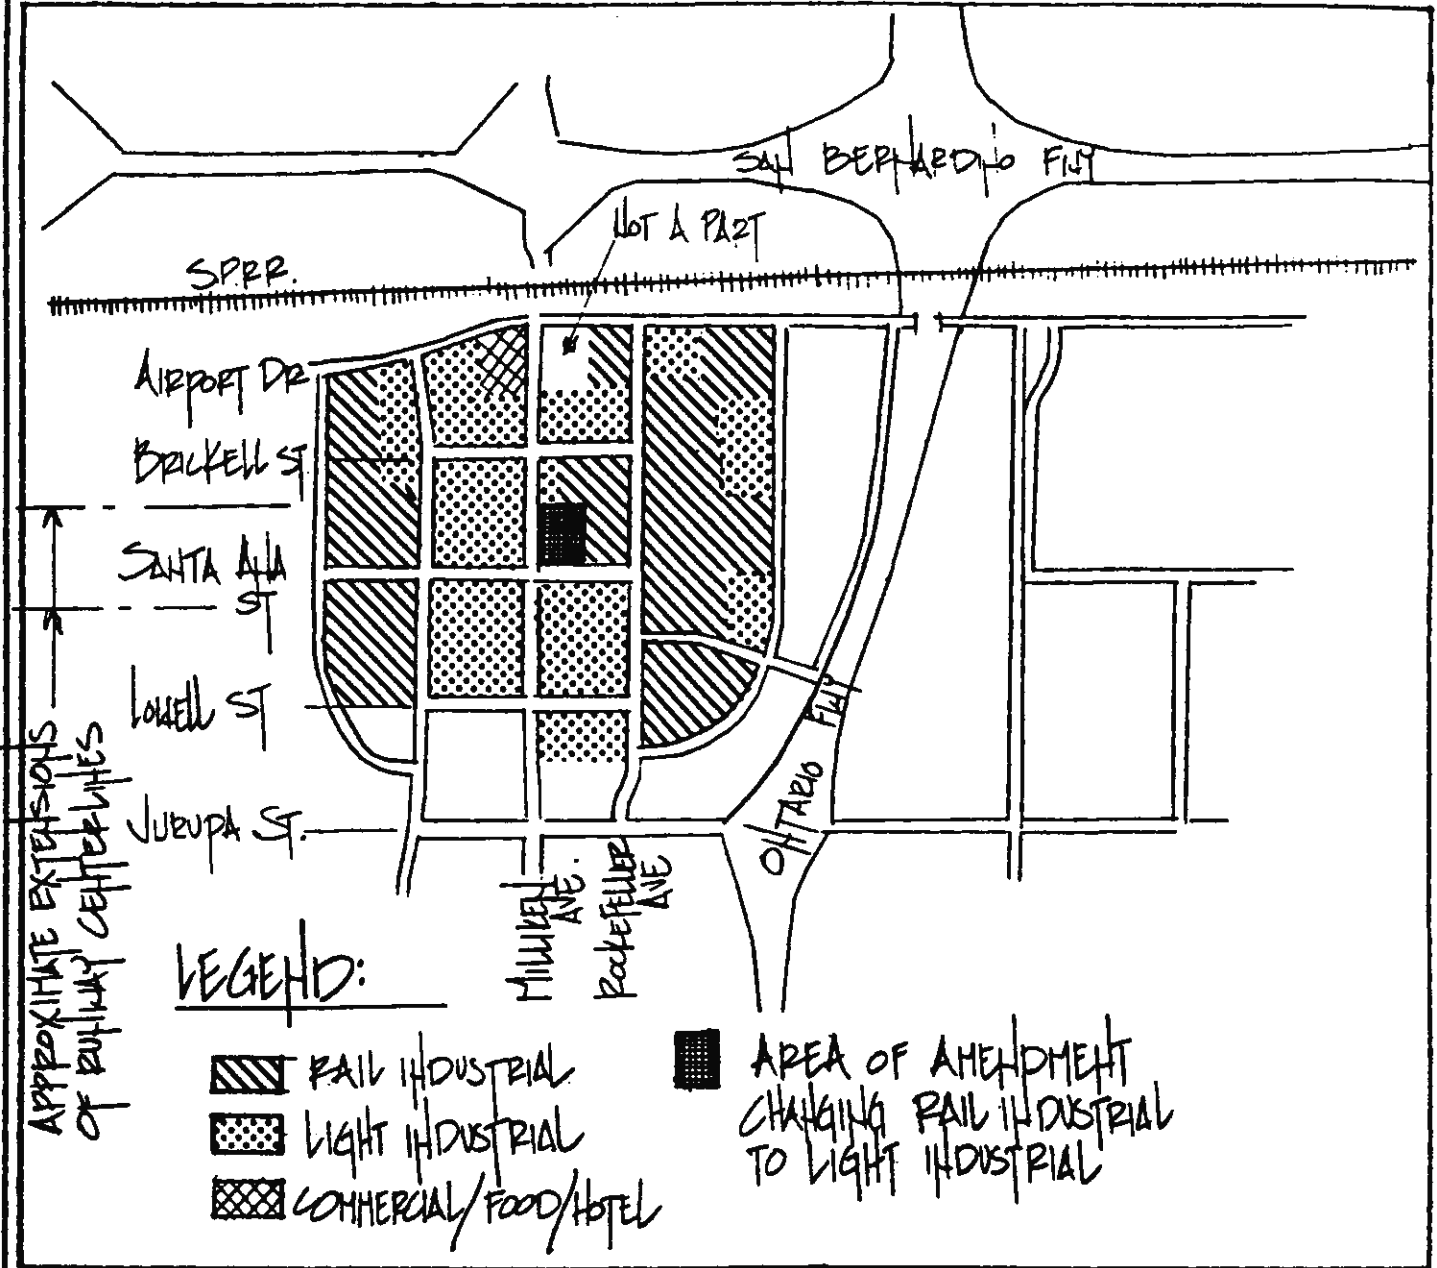 SAN BERNARDINO FWY
NOT A PART
SPRR.
AIRPORT DR
BRICKELL ST
SANTA ANA
ST
LOWELL ST
JURUPA ST.
APPROXIMATE EXTENSIONS
OF RUNWAY CENTERLINES
ONTARIO FWY
MILLIKEN
AVE.
ROCKEFELLER
AVE
LEGEND:
RAIL INDUSTRIAL
LIGHT INDUSTRIAL
COMMERCIAL/FOOD/HOTEL
AREA OF AMENDMENT
CHANGING RAIL INDUSTRIAL
TO LIGHT INDUSTRIAL